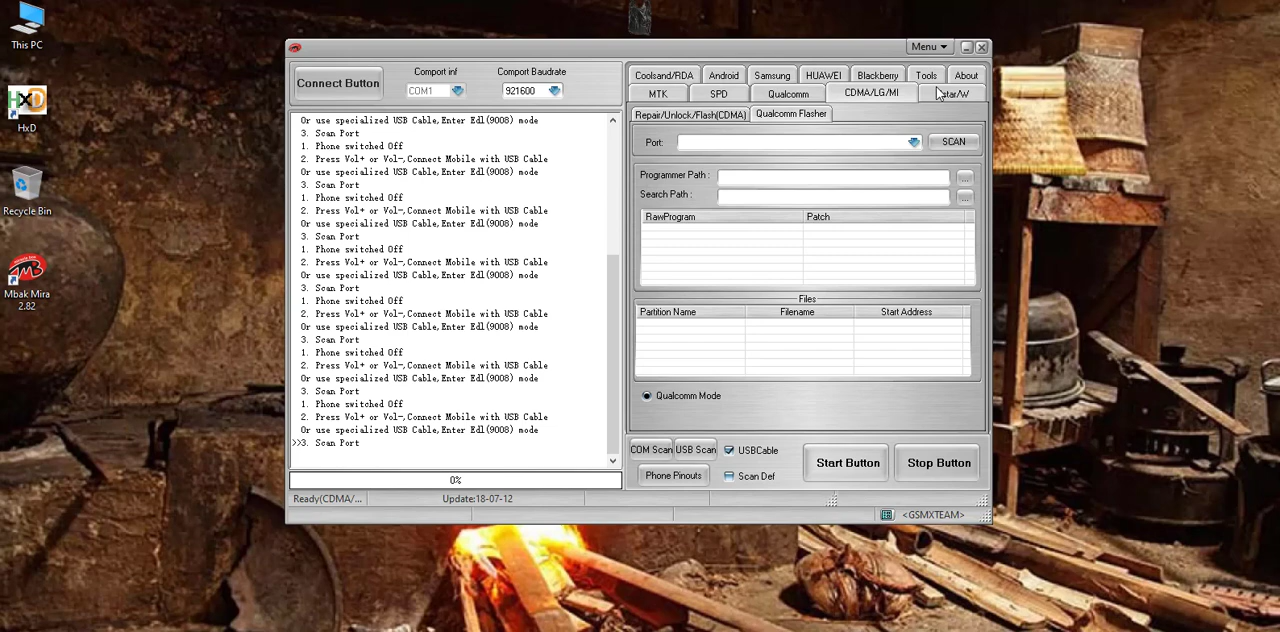 This PC
HxD
HxD
Recycle Bin
Mbak Mira
2.82
Menu
Connect Button
Comport inf
COM1
Comport Baudrate
921600
Or use specialized USB Cable,Enter Edl(9008) mode
3. Scan Port
1. Phone switched Off
2. Press Vol+ or Vol-,Connect Mobile with USB Cable
Or use specialized USB Cable,Enter Edl(9008) mode
3. Scan Port
1. Phone switched Off
2. Press Vol+ or Vol-,Connect Mobile with USB Cable
Or use specialized USB Cable,Enter Edl(9008) mode
3. Scan Port
1. Phone switched Off
2. Press Vol+ or Vol-,Connect Mobile with USB Cable
Or use specialized USB Cable,Enter Edl(9008) mode
3. Scan Port
1. Phone switched Off
2. Press Vol+ or Vol-,Connect Mobile with USB Cable
Or use specialized USB Cable,Enter Edl(9008) mode
3. Scan Port
1. Phone switched Off
2. Press Vol+ or Vol-,Connect Mobile with USB Cable
Or use specialized USB Cable,Enter Edl(9008) mode
3. Scan Port
1. Phone switched Off
2. Press Vol+ or Vol-,Connect Mobile with USB Cable
Or use specialized USB Cable,Enter Edl(9008) mode
>>3. Scan Port
0%
Ready(CDMA/...
Update:18-07-12
Coolsand/RDA Android Samsung HUAWEI Blackberry Tools About
MTK SPD Qualcomm CDMA/LG/MI
Repair/Unlock/Flash(CDMA) Qualcomm Flasher
Port:
SCAN
Programmer Path :
...
Search Path :
...
RawProgram Patch
Files
Partition Name Filename Start Address
Qualcomm Mode
COM Scan USB Scan USBCable
Phone Pinouts Scan Def
Start Button Stop Button
<GSMXTEAM>